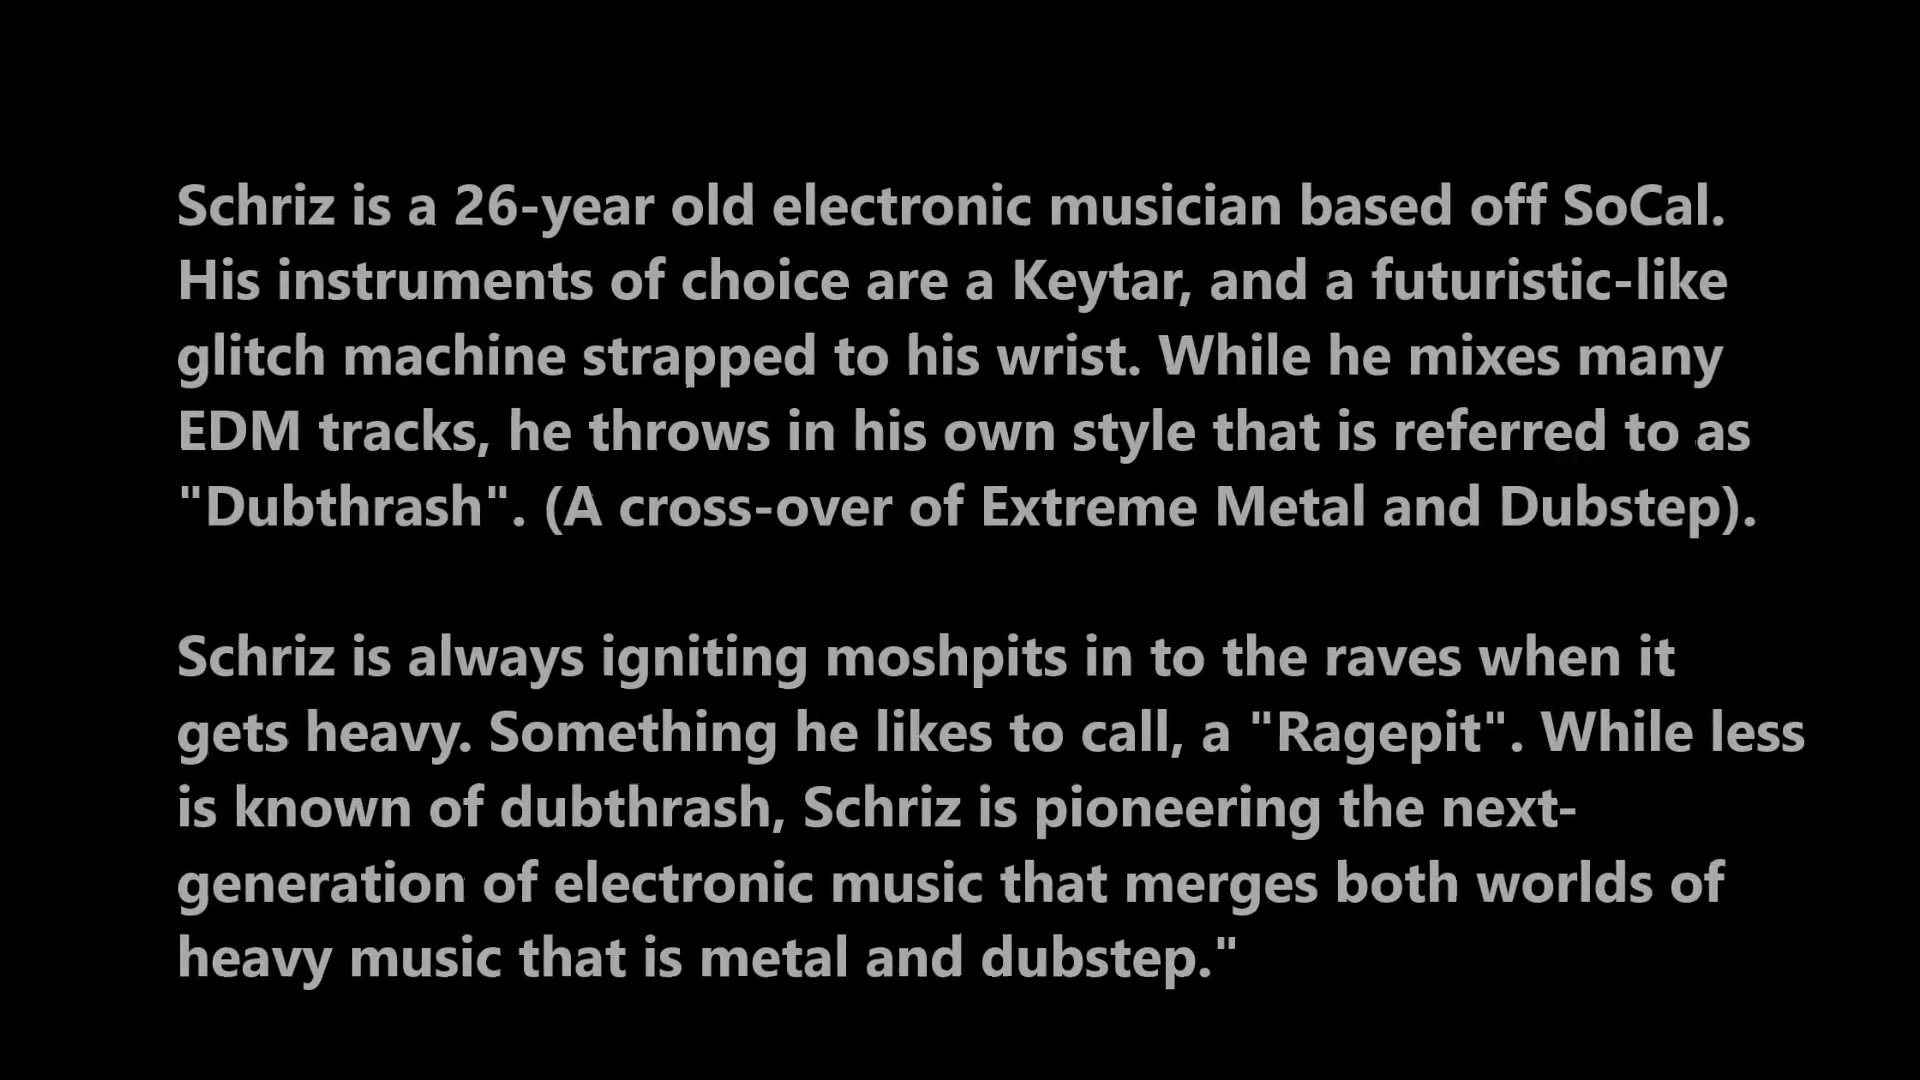 Schriz is a 26-year old electronic musician based off SoCal.
His instruments of choice are a Keytar, and a futuristic-like
glitch machine strapped to his wrist. While he mixes many
EDM tracks, he throws in his own style that is referred to as
"Dubthrash". (A cross-over of Extreme Metal and Dubstep).
Schriz is always igniting moshpits in to the raves when it
gets heavy. Something he likes to call, a "Ragepit". While less
is known of dubthrash, Schriz is pioneering the next-
generation of electronic music that merges both worlds of
heavy music that is metal and dubstep."